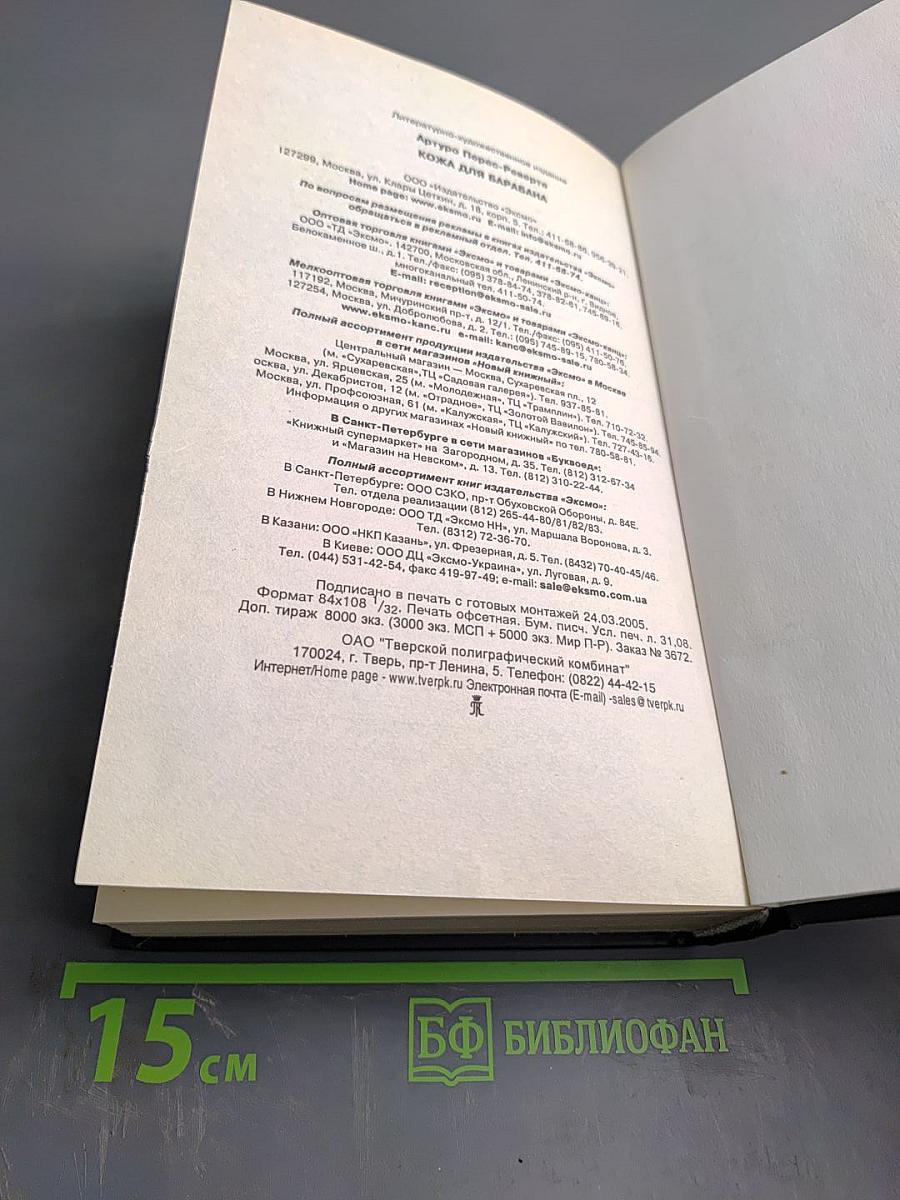 Литературно-художественное издание
Артуро Перес-Реверте
КОЖА ДЛЯ БАРАБАНА
ООО «Издательство «Эксмо»
127299, Москва, ул. Клары Цеткин, д. 18, корп. 5. Тел.: 411-68-86, 956-39-21.
Home page: www.eksmo.ru E-mail: info@eksmo.ru
По вопросам размещения рекламы в книгах издательства «Эксмо»
обращаться в рекламный отдел. Тел. 411-68-74.
Оптовая торговля книгами «Эксмо» и товарами «Эксмо-канц»:
ООО «ТД «Эксмо». 142700, Московская обл., Ленинский р-н, г. Видное,
Белокаменное ш., д.1. Тел./факс: (095) 378-84-74, 378-82-61, 745-89-16,
многоканальный тел. 411-50-74.
E-mail: reception@eksmo-sale.ru
Мелкооптовая торговля книгами «Эксмо» и товарами «Эксмо-канц»:
117192, Москва, Мичуринский пр-т, д. 12/1. Тел./факс: (095) 411-50-76.
127254, Москва, ул. Добролюбова, д. 2. Тел.: (095) 745-89-15, 780-58-34.
www.eksmo-kanc.ru e-mail: kanc@eksmo-sale.ru
Полный ассортимент продукции издательства «Эксмо» в Москве
в сети магазинов «Новый книжный»:
Центральный магазин — Москва, Сухаревская пл., 12
(м. «Сухаревская»,ТЦ «Садовая галерея»). Тел. 937-85-81.
Москва, ул. Ярцевская, 25 (м. «Молодежная», ТЦ «Трамплин»). Тел. 710-72-32.
осква, ул. Декабристов, 12 (м. «Отрадное», ТЦ «Золотой Вавилон»). Тел. 745-85-94.
Москва, ул. Профсоюзная, 61 (м. «Калужская», ТЦ «Калужский»). Тел. 727-43-16.
Информация о других магазинах «Новый книжный» по тел. 780-58-81.
В Санкт-Петербурге в сети магазинов «Буквоед»:
«Книжный супермаркет» на Загородном, д. 35. Тел. (812) 312-67-34
и «Магазин на Невском», д. 13. Тел. (812) 310-22-44.
Полный ассортимент книг издательства «Эксмо»:
В Санкт-Петербурге: ООО СЗКО, пр-т Обуховской Обороны, д. 84Е.
Тел. отдела реализации (812) 265-44-80/81/82/83.
В Нижнем Новгороде: ООО ТД «Эксмо НН», ул. Маршала Воронова, д. 3.
Тел. (8312) 72-36-70.
В Казани: ООО «НКП Казань», ул. Фрезерная, д. 5. Тел. (8432) 70-40-45/46.
В Киеве: ООО ДЦ «Эксмо-Украина», ул. Луговая, д. 9.
Тел. (044) 531-42-54, факс 419-97-49; e-mail: sale@eksmo.com.ua
Подписано в печать с готовых монтажей 24.03.2005.
Формат 84x108 1/32. Печать офсетная. Бум. писч. Усл. печ. л. 31,08.
Доп. тираж 8000 экз. (3000 экз. МСП + 5000 экз. Мир П-Р). Заказ № 3672.
ОАО "Тверской полиграфический комбинат"
170024, г. Тверь, пр-т Ленина, 5. Телефон: (0822) 44-42-15
Интернет/Home page - www.tverpk.ru Электронная почта (E-mail) -sales@tverpk.ru
15 см
БФ БИБЛИОФАН